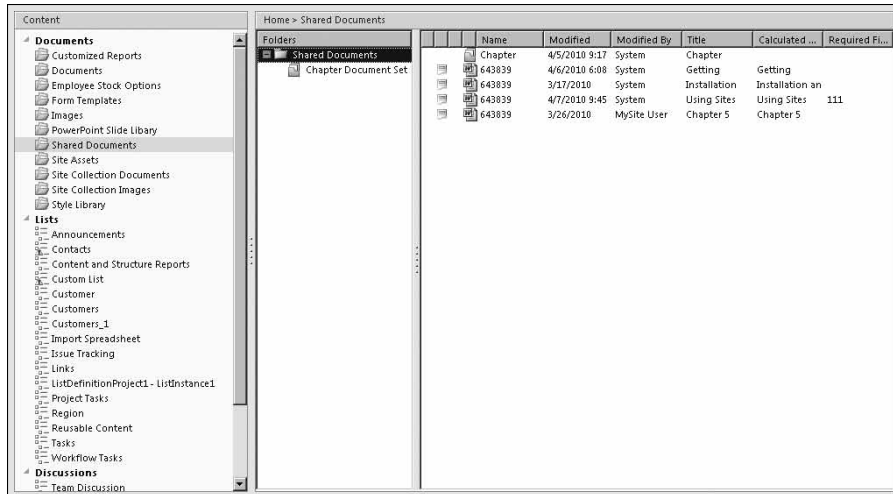 Content
Documents
Customized Reports
Documents
Employee Stock Options
Form Templates
Images
PowerPoint Slide Libary
Shared Documents
Site Assets
Site Collection Documents
Site Collection Images
Style Library
Lists
Announcements
Contacts
Content and Structure Reports
Custom List
Customer
Customers
Customers_1
Import Spreadsheet
Issue Tracking
Links
ListDefinitionProject1 - ListInstance1
Project Tasks
Region
Reusable Content
Tasks
Workflow Tasks
Discussions
Team Discussion
Home > Shared Documents
Folders
Shared Documents
Chapter Document Set
Name Modified Modified By Title Calculated ... Required Fi...
Chapter 4/5/2010 9:17 System Chapter
643839 4/6/2010 6:08 System Getting Getting
643839 3/17/2010 System Installation Installation an
643839 4/7/2010 9:45 System Using Sites Using Sites 111
643839 3/26/2010 MySite User Chapter 5 Chapter 5